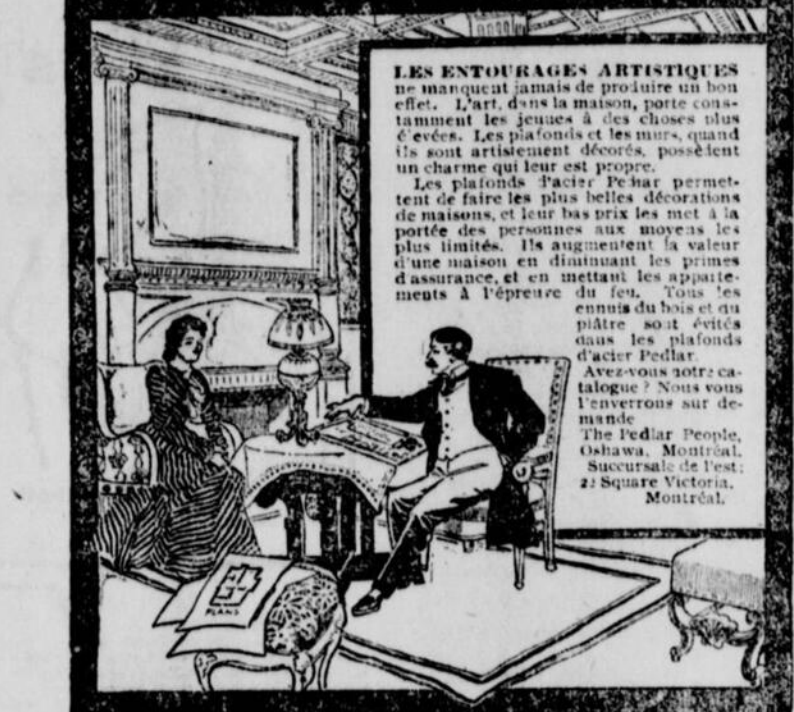 LES ENTOURAGES ARTISTIQUES
ne manquent jamais de produire un bon
effet. L'art, dans la maison, porte cons-
tamment les jeunes à des choses plus
é'evées. Les plafonds et les murs, quand
ils sont artistement décorés, possèdent
un charme qui leur est propre.
Les plafonds d'acier Pedlar permet-
tent de faire les plus belles décorations
de maisons, et leur bas prix les met à la
portée des personnes aux moyens les
plus limités. Ils augmentent la valeur
d'une maison en diminuant les primes
d'assurance, et en mettant les apparte-
ments à l'épreuve du feu. Tous les
ennuis du bois et du
plâtre sont évités
dans les plafonds
d'acier Pedlar.
Avez-vous notre ca-
talogue ? Nous vous
l'enverrons sur de-
mande
The Pedlar People,
Oshawa, Montréal.
Succursale de l'est:
Square Victoria,
Montréal.
PLANS